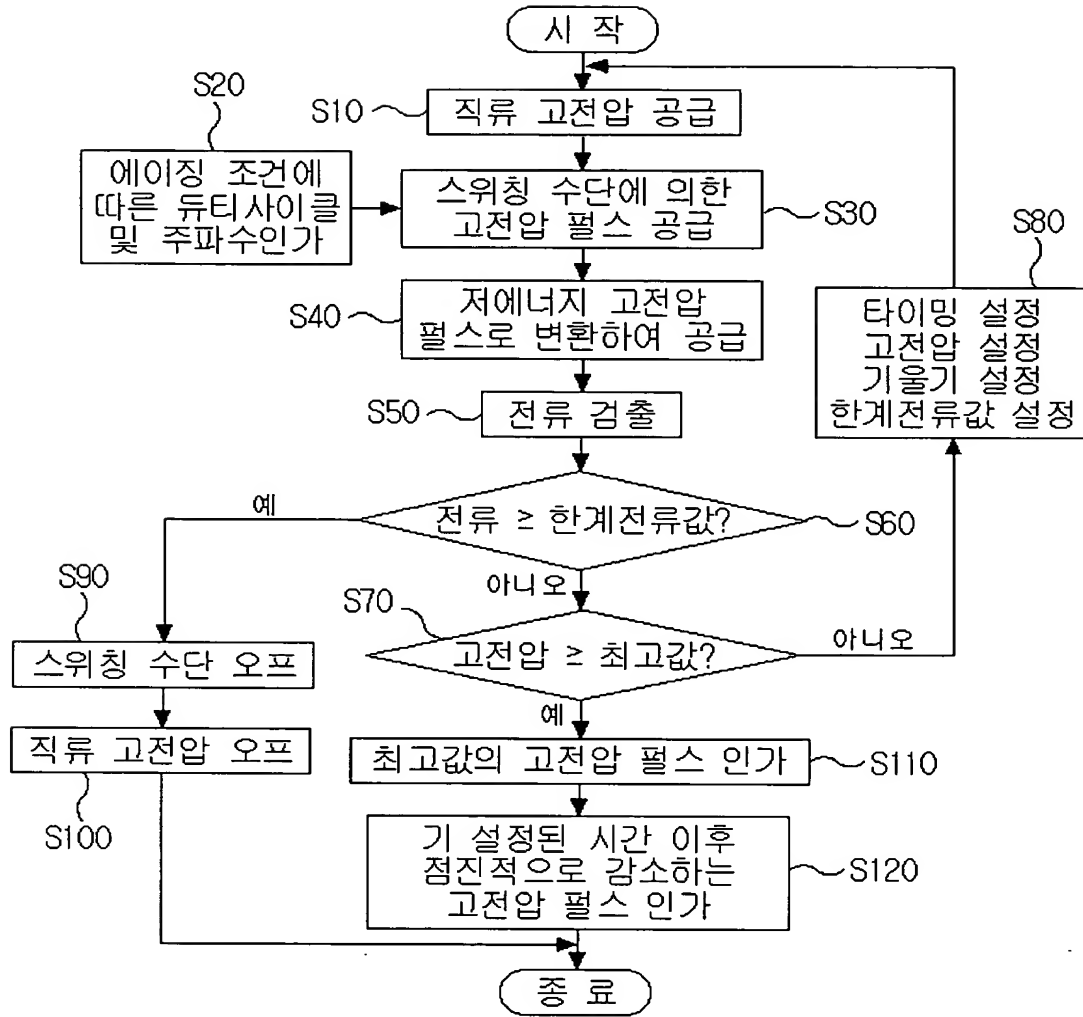 시 작
S10
직류 고전압 공급
S20
에이징 조건에
따른 듀티사이클
및 주파수인가
스위칭 수단에 의한
고전압 펄스 공급
S30
S40
저에너지 고전압
펄스로 변환하여 공급
S80
타이밍 설정
고전압 설정
기울기 설정
한계전류값 설정
S50
전류 검출
예
전류 ≥ 한계전류값?
S60
아니오
S90
스위칭 수단 오프
S70
고전압 ≥ 최고값?
아니오
예
직류 고전압 오프
S100
최고값의 고전압 펄스 인가
S110
기 설정된 시간 이후
점진적으로 감소하는
고전압 펄스 인가
S120
종 료